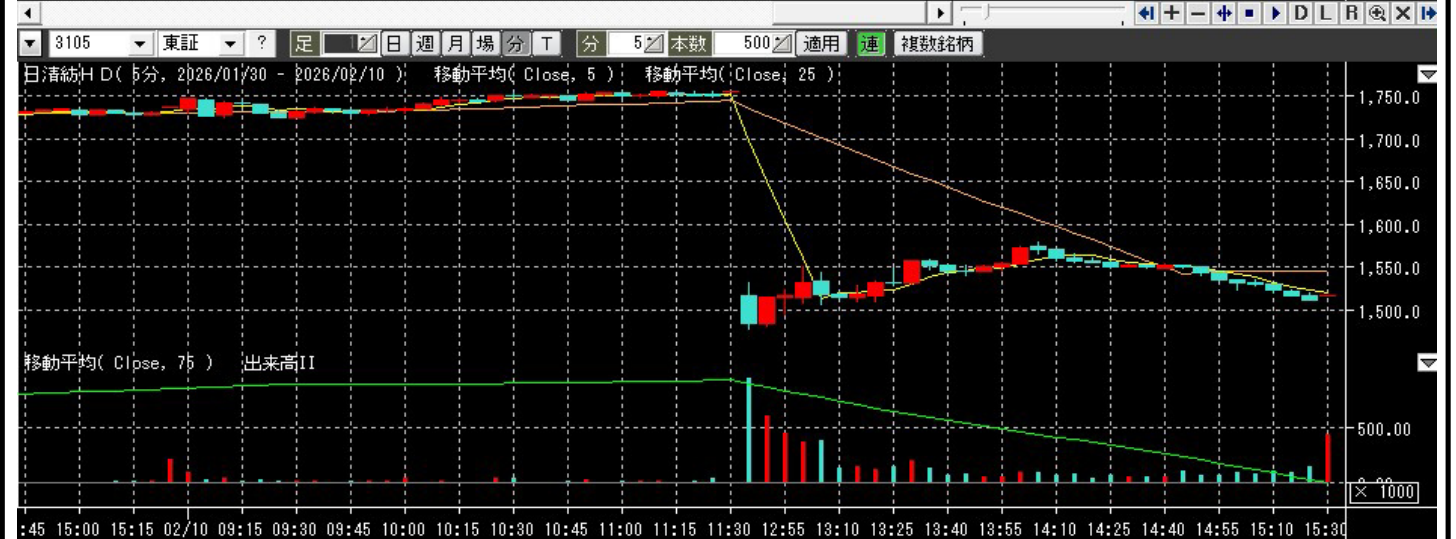 D L R
3105 東証 ? 足 1 日 週 月 場 分 T 分 5 本数 500 適用 連 複数銘柄
日清紡HD( 5分, 2026/01/30 - 2026/02/10 ) 移動平均( Close, 5 ) 移動平均( Close, 25 )
1,750.0
1,700.0
1,650.0
1,600.0
1,550.0
1,500.0
移動平均( Close, 75 ) 出来高II
500.00
0.00
× 1000
:45 15:00 15:15 02/10 09:15 09:30 09:45 10:00 10:15 10:30 10:45 11:00 11:15 11:30 12:55 13:10 13:25 13:40 13:55 14:10 14:25 14:40 14:55 15:10 15:30